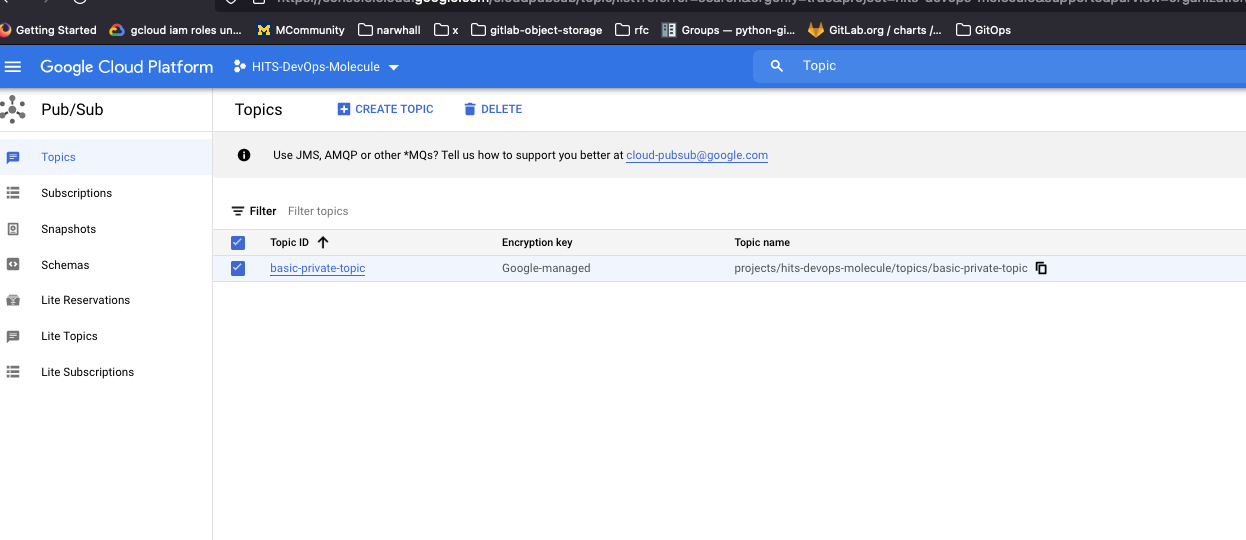 Getting Started gcloud iam roles un... MCommunity narwhall x gitlab-object-storage rfc Groups — python-gi... GitLab.org / charts /... GitOps
Google Cloud Platform HITS-DevOps-Molecule Topic
Pub/Sub
Topics CREATE TOPIC DELETE
Topics
Subscriptions
Snapshots
Schemas
Lite Reservations
Lite Topics
Lite Subscriptions
Use JMS, AMQP or other *MQs? Tell us how to support you better at cloud-pubsub@google.com
Filter Filter topics
Topic ID Encryption key Topic name
basic-private-topic Google-managed projects/hits-devops-molecule/topics/basic-private-topic